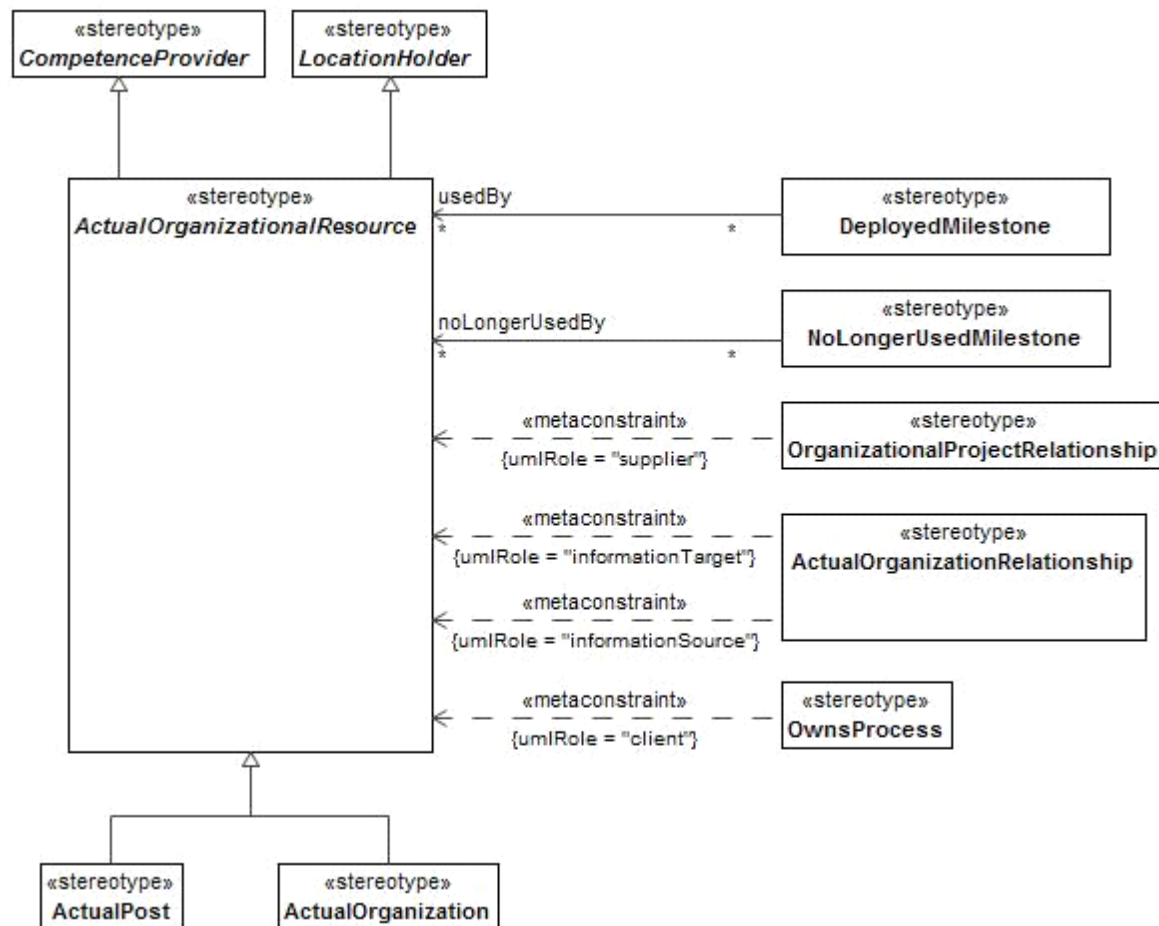 «stereotype»
CompetenceProvider
«stereotype»
LocationHolder
«stereotype»
ActualOrganizationalResource
usedBy
*
*
«stereotype»
DeployedMilestone
noLongerUsedBy
*
*
«stereotype»
NoLongerUsedMilestone
«metaconstraint»
{umlRole = "supplier"}
«stereotype»
OrganizationalProjectRelationship
«metaconstraint»
{umlRole = "informationTarget"}
«metaconstraint»
{umlRole = "informationSource"}
«stereotype»
ActualOrganizationRelationship
«metaconstraint»
{umlRole = "client"}
«stereotype»
OwnsProcess
«stereotype»
ActualPost
«stereotype»
ActualOrganization